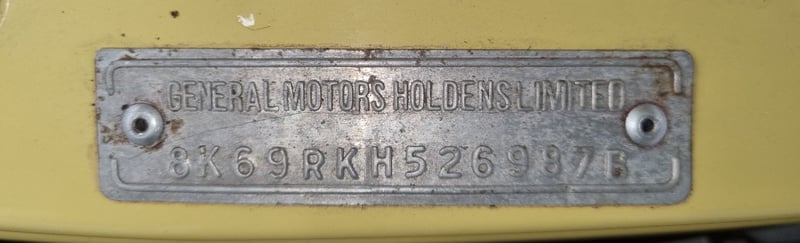 GENERAL MOTORS HOLDENS LIMITED
8K69RKH526987B